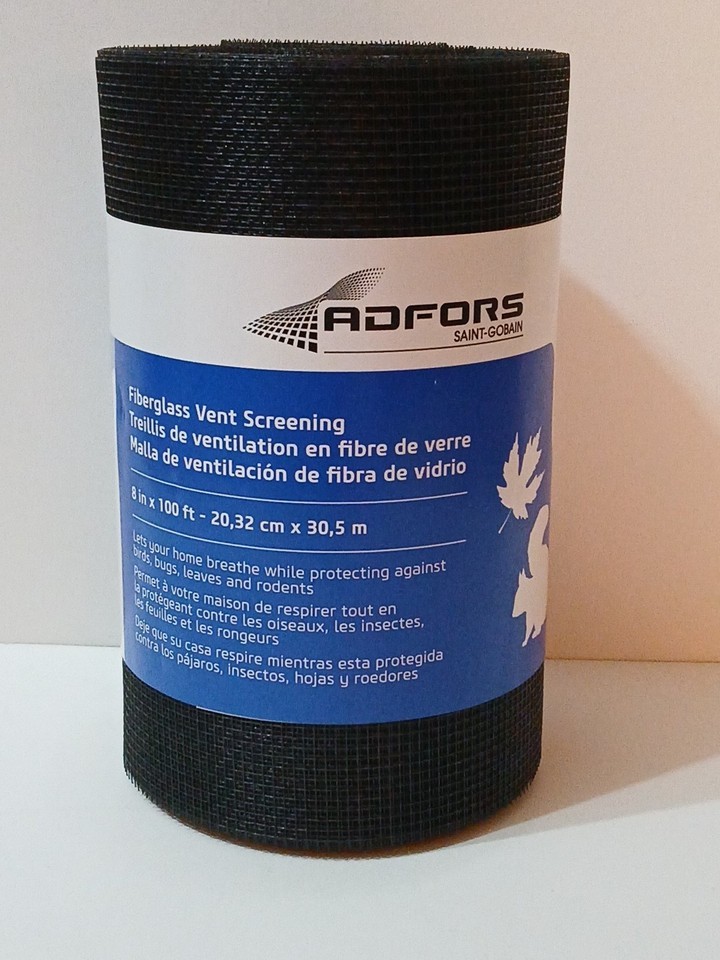 ADFORS
SAINT-GOBAIN
Fiberglass Vent Screening
Treillis de ventilation en fibre de verre
Malla de ventilación de fibra de vidrio
8 in x 100 ft - 20,32 cm x 30,5 m
Lets your home breathe while protecting against
birds, bugs, leaves and rodents
Permet à votre maison de respirer tout en
la protégeant contre les oiseaux, les insectes,
les feuilles et les rongeurs
Deje que su casa respire mientras esta protegida
contra los pájaros, insectos, hojas y roedores